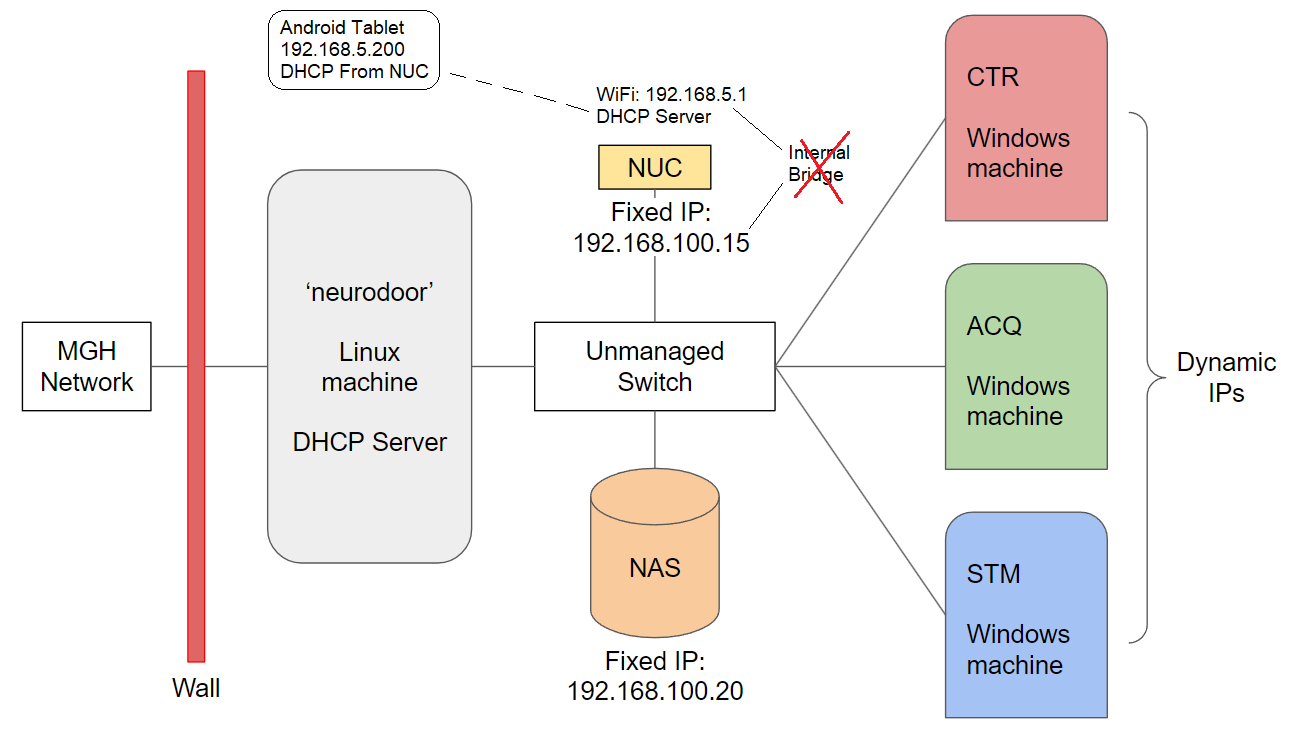 Android Tablet
192.168.5.200
DHCP From NUC
WiFi: 192.168.5.1
DHCP Server
Internal
Bridge
NUC
Fixed IP:
192.168.100.15
MGH
Network
Wall
‘neurodoor’
Linux
machine
DHCP Server
Unmanaged
Switch
NAS
Fixed IP:
192.168.100.20
CTR
Windows
machine
ACQ
Windows
machine
STM
Windows
machine
Dynamic
IPs